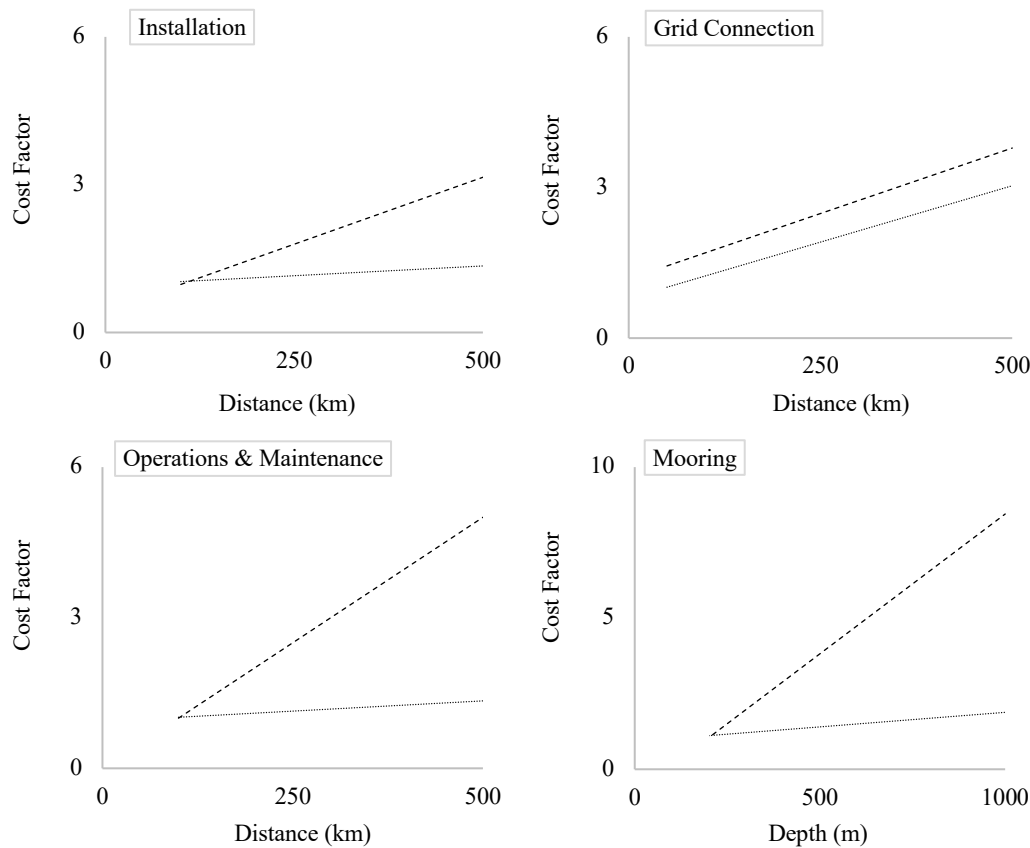 Installation
6
3
0
Cost Factor
0 250 500
Distance (km)
Grid Connection
6
3
0
Cost Factor
0 250 500
Distance (km)
Operations & Maintenance
6
3
0
Cost Factor
0 250 500
Distance (km)
Mooring
10
5
0
Cost Factor
0 500 1000
Depth (m)